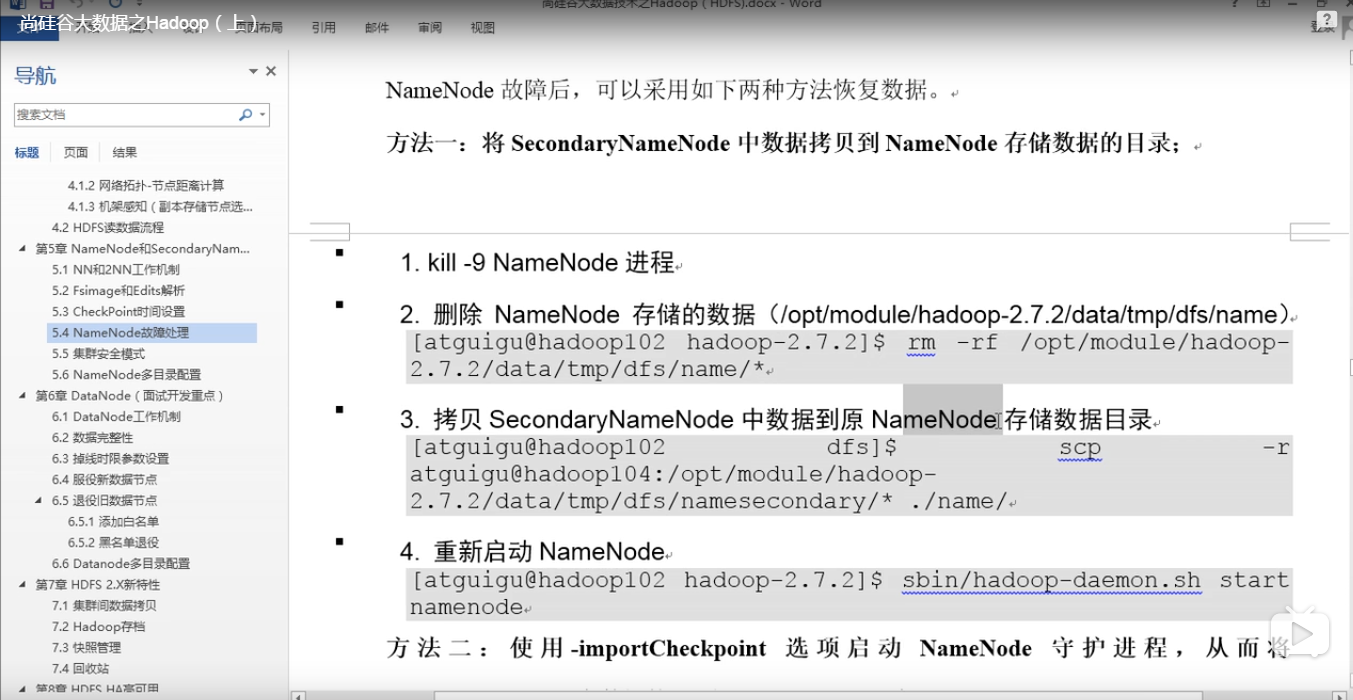 尚硅谷大数据技术之Hadoop（HDFS).docx - Word
尚硅谷大数据之Hadoop（上）
引用 邮件 审阅 视图
导航
搜索文档
标题 页面 结果
4.1.2 网络拓扑-节点距离计算
4.1.3 机架感知（副本存储节点选...
4.2 HDFS读数据流程
第5章 NameNode和SecondaryNam...
5.1 NN和2NN工作机制
5.2 Fsimage和Edits解析
5.3 CheckPoint时间设置
5.4 NameNode故障处理
5.5 集群安全模式
5.6 NameNode多目录配置
第6章 DataNode（面试开发重点）
6.1 DataNode工作机制
6.2 数据完整性
6.3 掉线时限参数设置
6.4 服役新数据节点
6.5 退役旧数据节点
6.5.1 添加白名单
6.5.2 黑名单退役
6.6 Datanode多目录配置
第7章 HDFS 2.X新特性
7.1 集群间数据拷贝
7.2 Hadoop存档
7.3 快照管理
7.4 回收站
第8章 HDFS HA高可用
NameNode 故障后，可以采用如下两种方法恢复数据。
方法一：将 SecondaryNameNode 中数据拷贝到 NameNode 存储数据的目录；
1. kill -9 NameNode 进程
2. 删除 NameNode 存储的数据（/opt/module/hadoop-2.7.2/data/tmp/dfs/name）
[atguigu@hadoop102 hadoop-2.7.2]$ rm -rf /opt/module/hadoop-
2.7.2/data/tmp/dfs/name/*
3. 拷贝 SecondaryNameNode 中数据到原 NameNode 存储数据目录
[atguigu@hadoop102 dfs]$ scp -r
atguigu@hadoop104:/opt/module/hadoop-
2.7.2/data/tmp/dfs/namesecondary/* ./name/
4. 重新启动 NameNode
[atguigu@hadoop102 hadoop-2.7.2]$ sbin/hadoop-daemon.sh start
namenode
方法二：使用-importCheckpoint 选项启动 NameNode 守护进程，从而将